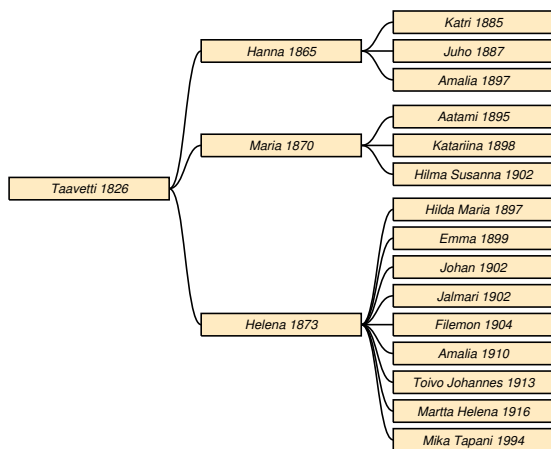 Taavetti 1826
Hanna 1865
Katri 1885
Juho 1887
Amalia 1897
Maria 1870
Aatami 1895
Katariina 1898
Hilma Susanna 1902
Helena 1873
Hilda Maria 1897
Emma 1899
Johan 1902
Jalmari 1902
Filemon 1904
Amalia 1910
Toivo Johannes 1913
Martta Helena 1916
Mika Tapani 1994